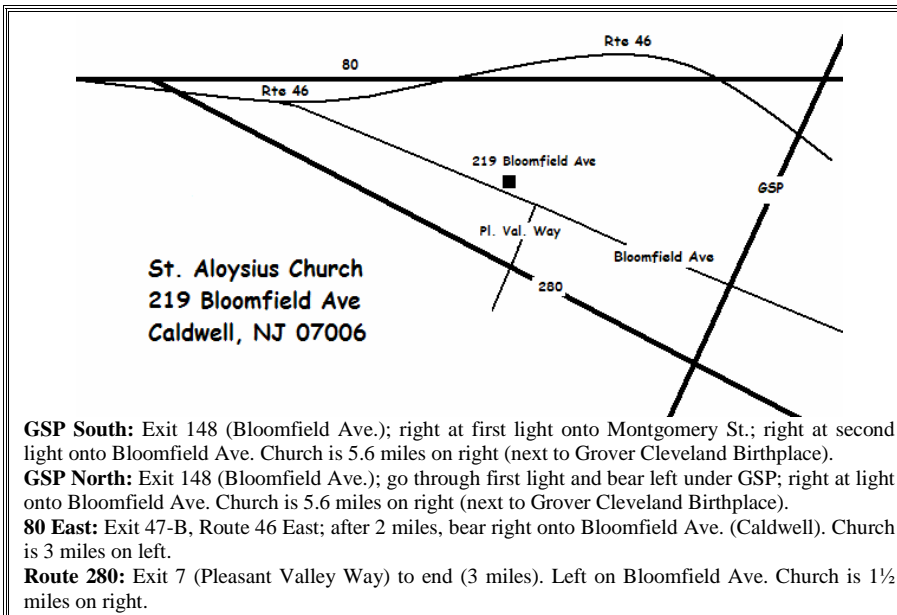 Rte 46
80
Rte 46
219 Bloomfield Ave
GSP
Pl. Val. Way
Bloomfield Ave
280
St. Aloysius Church
219 Bloomfield Ave
Caldwell, NJ 07006
GSP South: Exit 148 (Bloomfield Ave.); right at first light onto Montgomery St.; right at second
light onto Bloomfield Ave. Church is 5.6 miles on right (next to Grover Cleveland Birthplace).
GSP North: Exit 148 (Bloomfield Ave.); go through first light and bear left under GSP; right at light
onto Bloomfield Ave. Church is 5.6 miles on right (next to Grover Cleveland Birthplace).
80 East: Exit 47-B, Route 46 East; after 2 miles, bear right onto Bloomfield Ave. (Caldwell). Church
is 3 miles on left.
Route 280: Exit 7 (Pleasant Valley Way) to end (3 miles). Left on Bloomfield Ave. Church is 1½
miles on right.